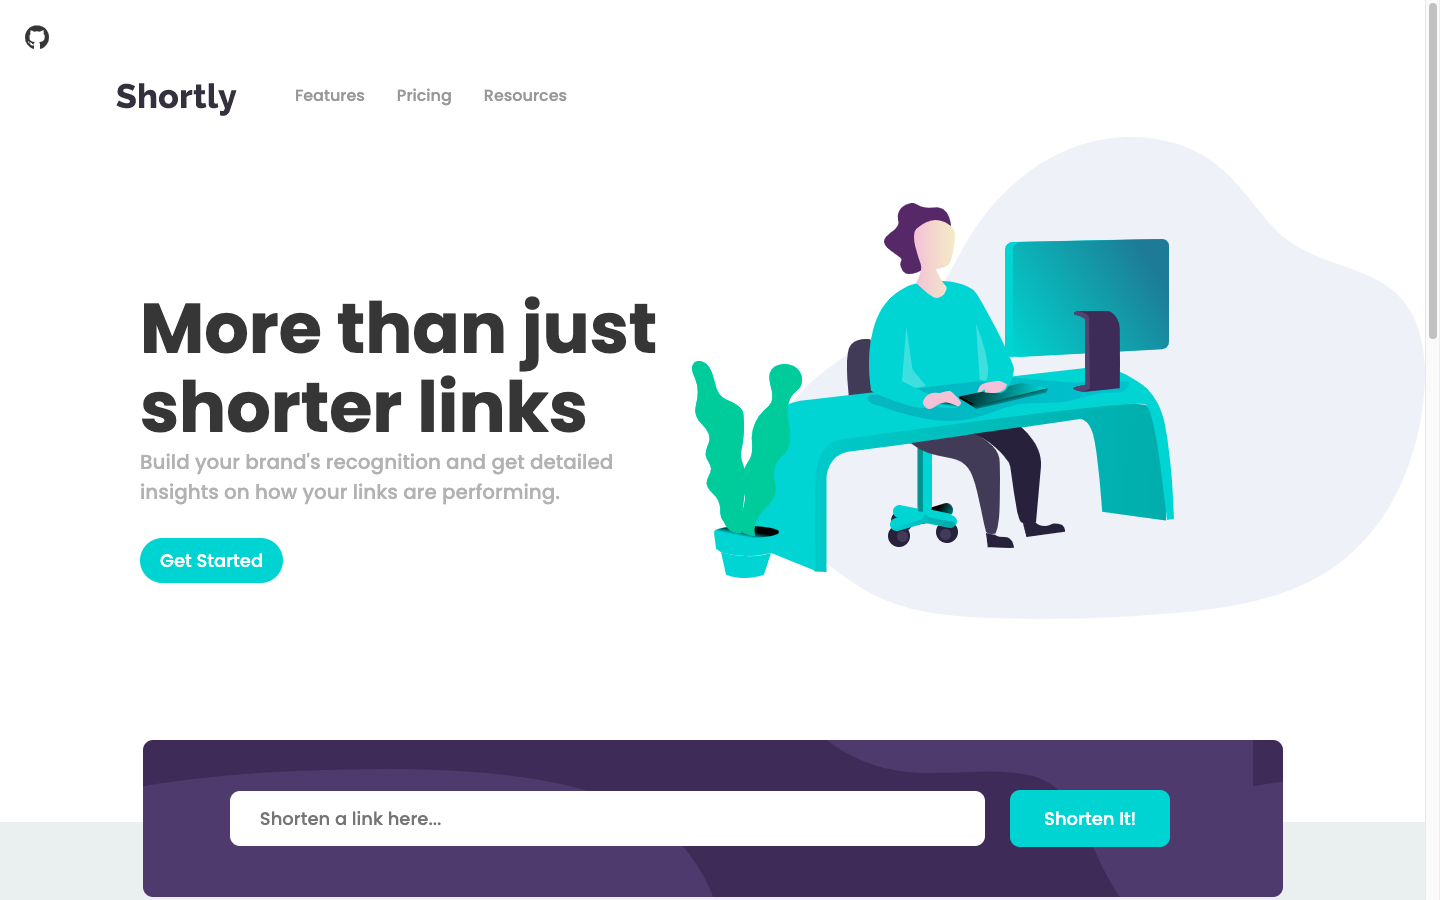 Shortly
Features
Pricing
Resources
More than just
shorter links
Build your brand's recognition and get detailed
insights on how your links are performing.
Get Started
Shorten a link here...
Shorten It!